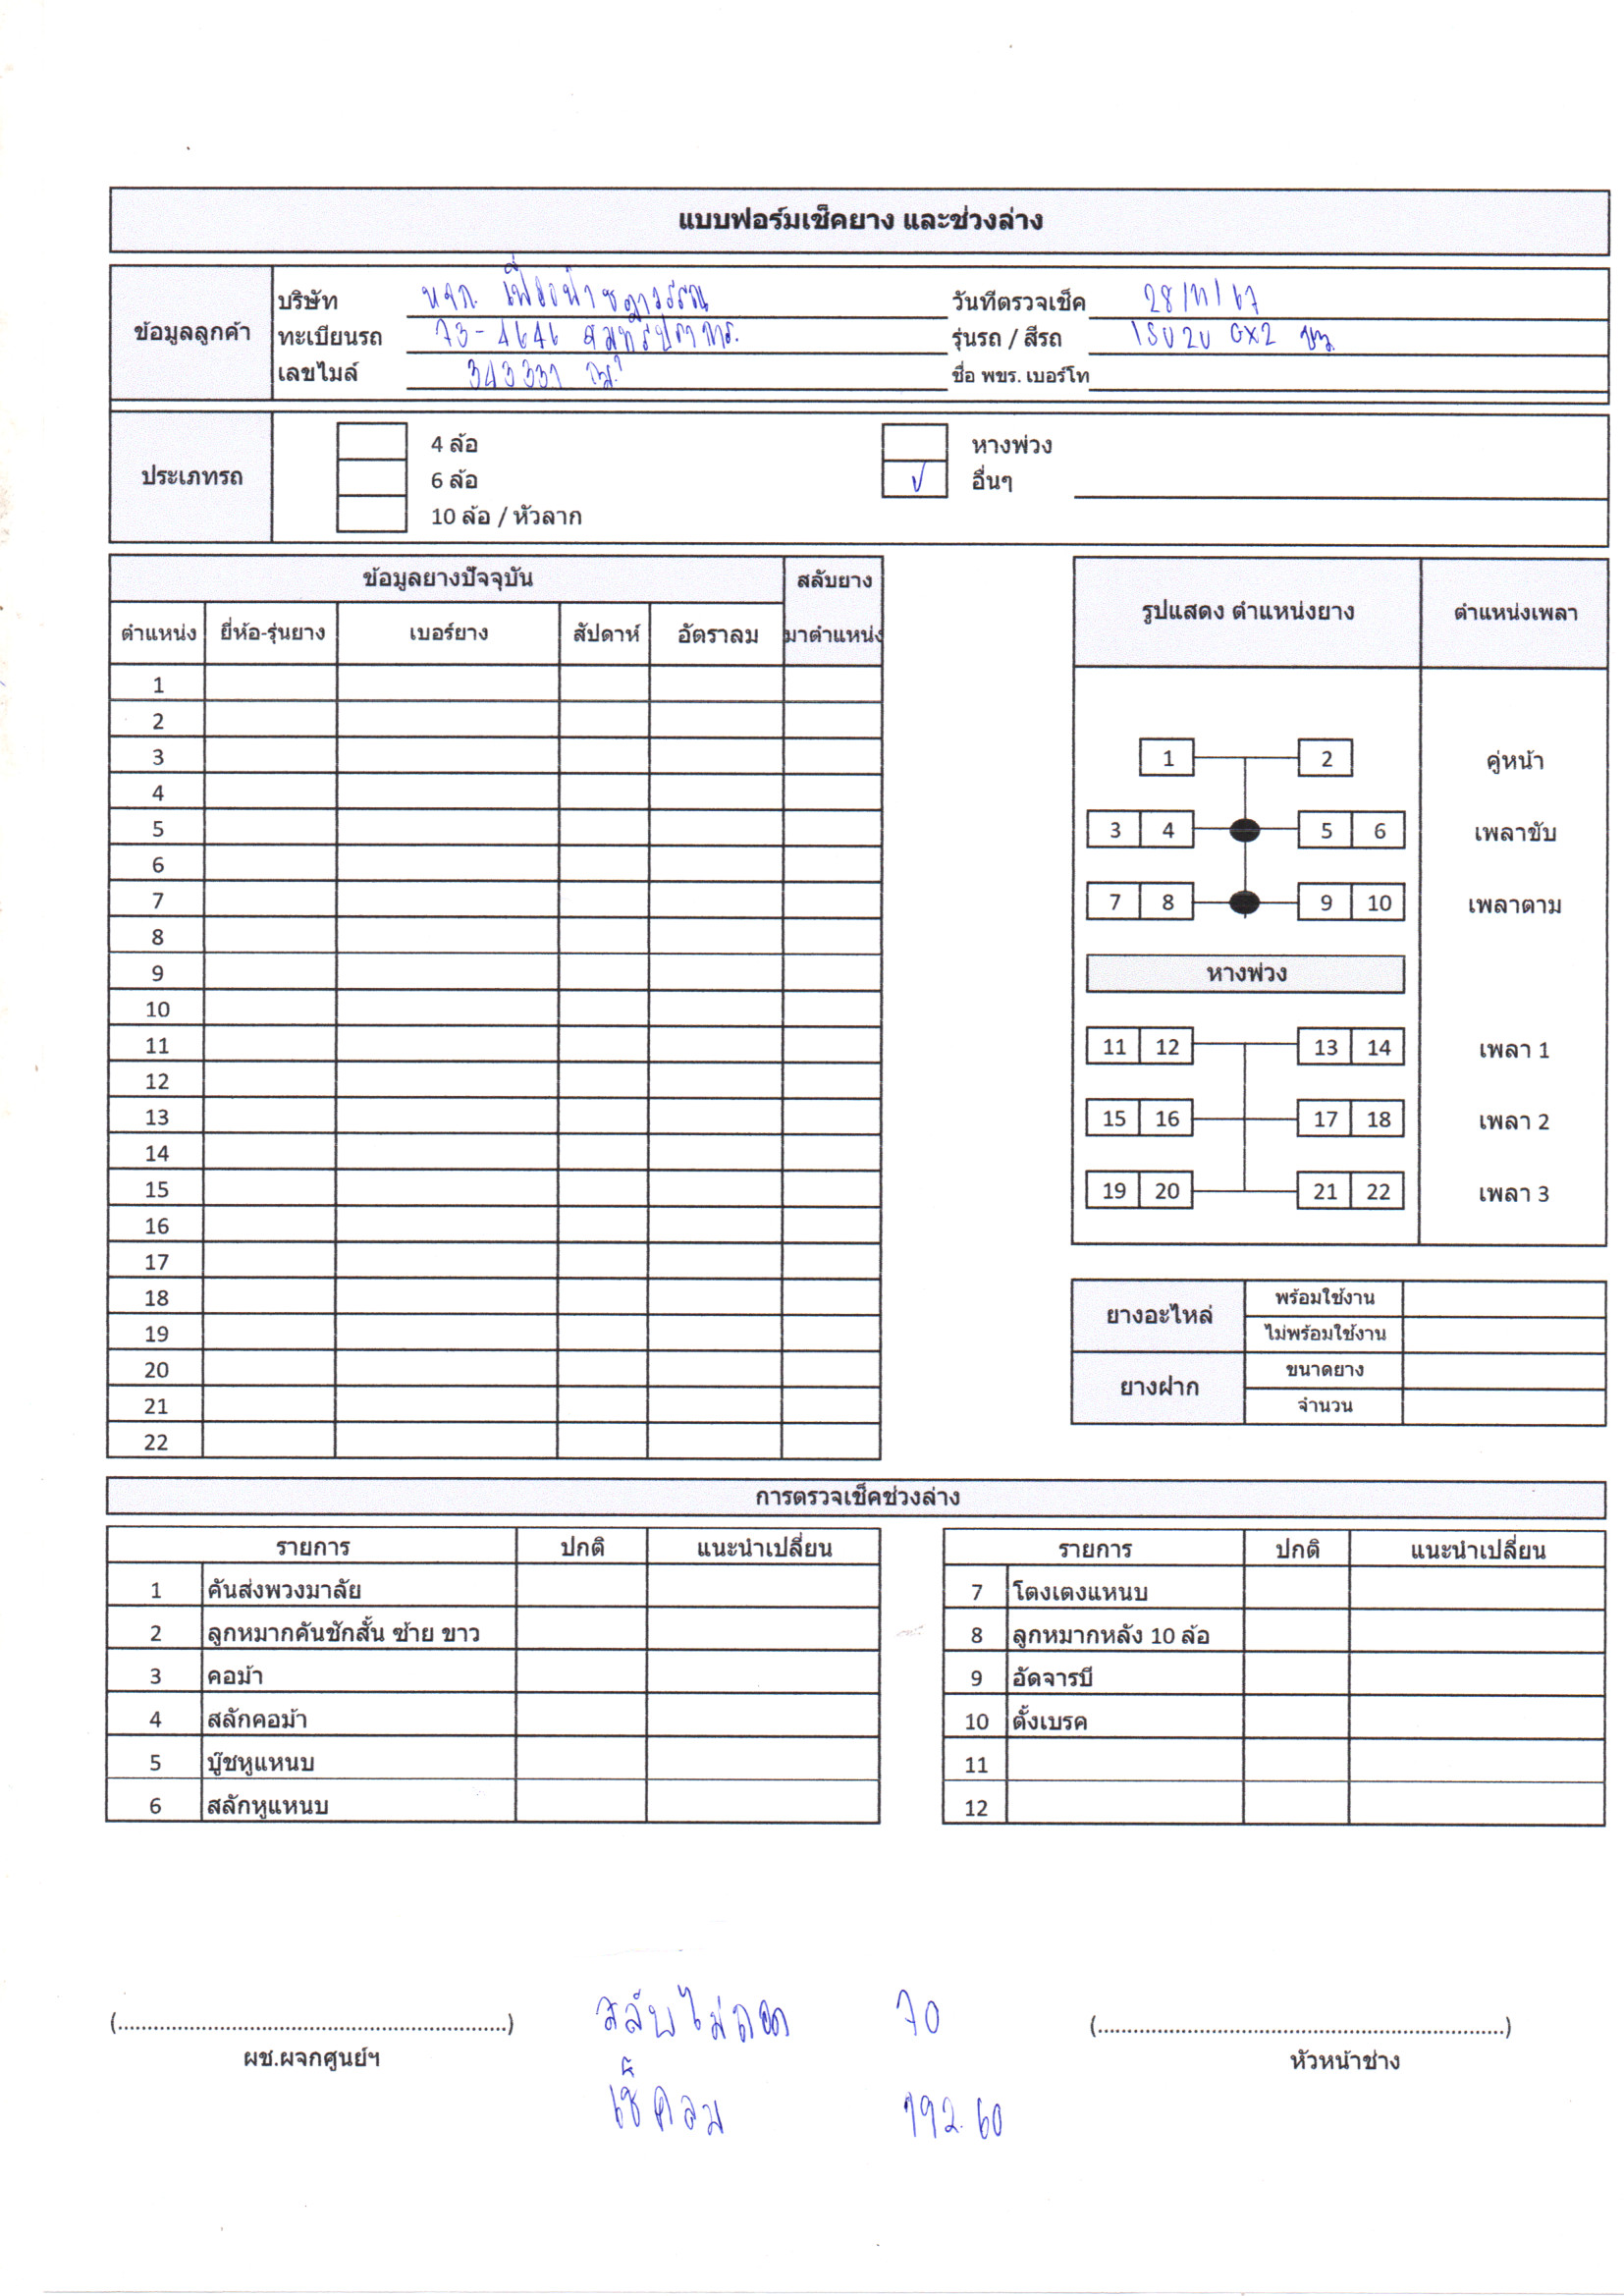 แบบฟอร์มเช็คยาง และช่วงล่าง
ข้อมูลลูกค้า
บริษัท หจก. เฟื่องฟ้าชฎาวรรณ วันทีตรวจเช็ค 28/11/67
ทะเบียนรถ 73-4646 สมุทรปราการ. รุ่นรถ / สีรถ ISUZU GXZ
เลขไมล์ 343331 ชื่อ พขร. เบอร์โท
ประเภทรถ
4 ล้อ หางพ่วง
6 ล้อ ✓ อื่นๆ
10 ล้อ / หัวลาก
ข้อมูลยางปัจจุบัน สลับยาง
ตำแหน่ง ยี่ห้อ-รุ่นยาง เบอร์ยาง สัปดาห์ อัตราลม มาตำแหน่ง
1
2
3
4
5
6
7
8
9
10
11
12
13
14
15
16
17
18
19
20
21
22
รูปแสดง ตำแหน่งยาง ตำแหน่งเพลา
1 2 คู่หน้า
3 4 5 6 เพลาขับ
7 8 9 10 เพลาตาม
หางพ่วง
11 12 13 14 เพลา 1
15 16 17 18 เพลา 2
19 20 21 22 เพลา 3
ยางอะไหล่ พร้อมใช้งาน
ไม่พร้อมใช้งาน
ยางฝาก ขนาดยาง
จำนวน
การตรวจเช็คช่วงล่าง
รายการ ปกติ แนะนำเปลี่ยน
1 คันส่งพวงมาลัย
2 ลูกหมากคันชักสั้น ซ้าย ขาว
3 คอม้า
4 สลักคอม้า
5 บู๊ชหูแหนบ
6 สลักหูแหนบ
รายการ ปกติ แนะนำเปลี่ยน
7 โตงเตงแหนบ
8 ลูกหมากหลัง 10 ล้อ
9 อัดจารบี
10 ตั้งเบรค
11
12
(..................................................................) สลับไม่ถอด 70 (.....................................................................)
ผช.ผจกศูนย์ฯ หัวหน้าช่าง
เช็คลม 192.60